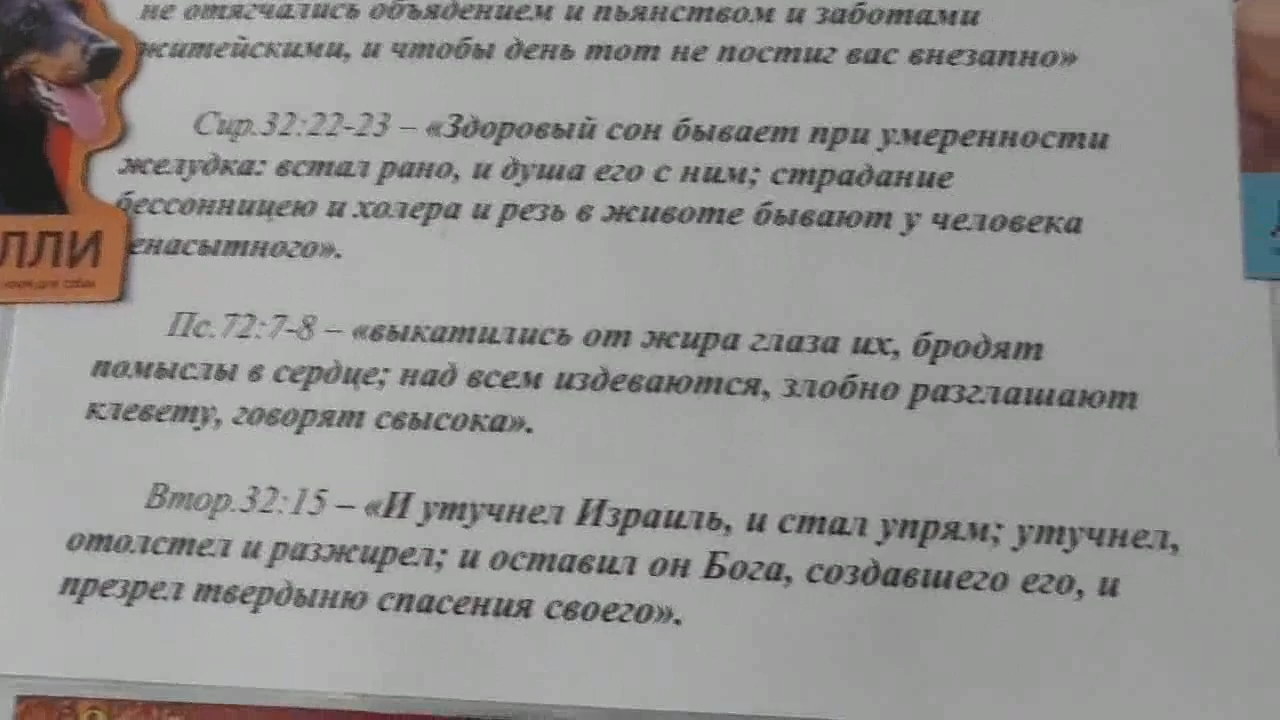 не отягчались объядением и пьянством и заботами
житейскими, и чтобы день тот не постиг вас внезапно»
Сир.32:22-23 – «Здоровый сон бывает при умеренности
желудка: встал рано, и душа его с ним; страдание
бессонницею и холера и резь в животе бывают у человека
енасытного».
ЛЛИ
Пс.72:7-8 – «выкатились от жира глаза их, бродят
помыслы в сердце; над всем издеваются, злобно разглашают
клевету, говорят свысока».
Втор.32:15 – «И утучнел Израиль, и стал упрям; утучнел,
отолстел и разжирел; и оставил он Бога, создавшего его, и
презрел твердыню спасения своего».